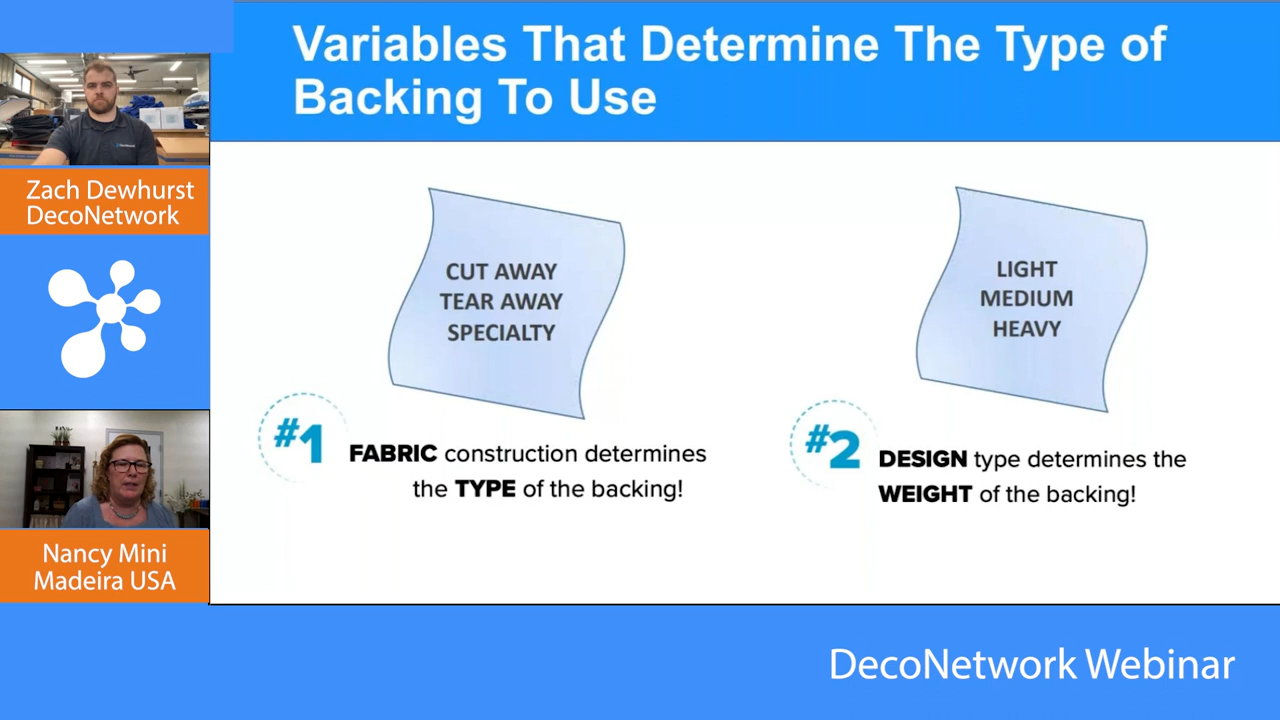 Variables That Determine The Type of
Backing To Use
Zach Dewhurst
DecoNetwork
CUT AWAY
TEAR AWAY
SPECIALTY
#1
FABRIC construction determines
the TYPE of the backing!
LIGHT
MEDIUM
HEAVY
#2
DESIGN type determines the
WEIGHT of the backing!
Nancy Mini
Madeira USA
DecoNetwork Webinar